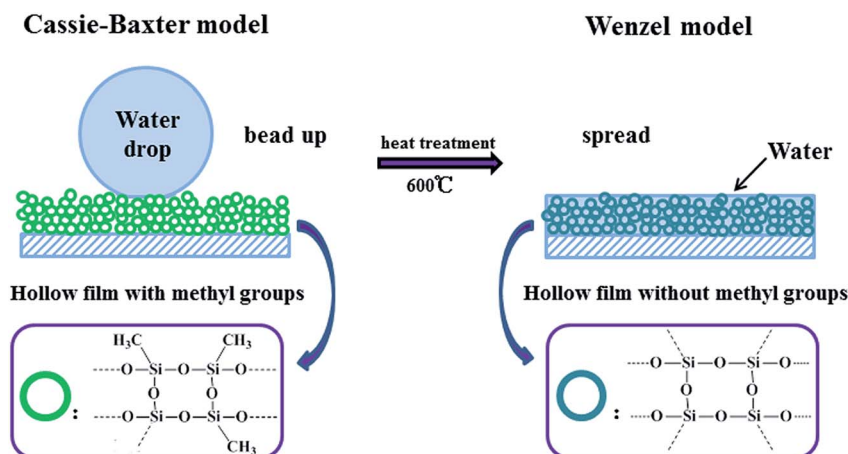 Cassie-Baxter model
Wenzel model
Water
drop
bead up
heat treatment
600℃
spread
Water
Hollow film with methyl groups
Hollow film without methyl groups
H₃C CH₃
O Si O Si O
O O
: O Si O Si O
CH₃
O Si O Si O
O O
: O Si O Si O